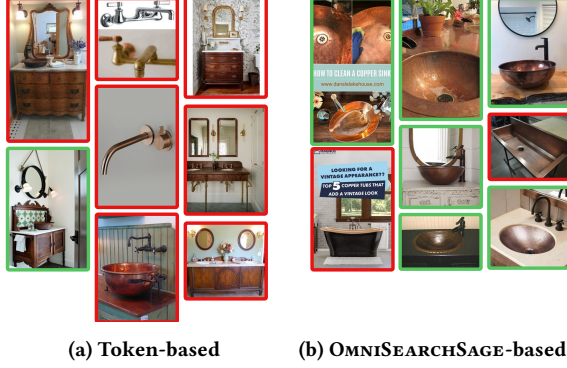 HOW TO CLEAN A COPPER SINK
LOOKING FOR A
VINTAGE APPEARANCE??
TOP 5 COPPER TUBS THAT
ADD A VINTAGE LOOK
(a) Token-based
(b) OMNISEARCHSAGE-based